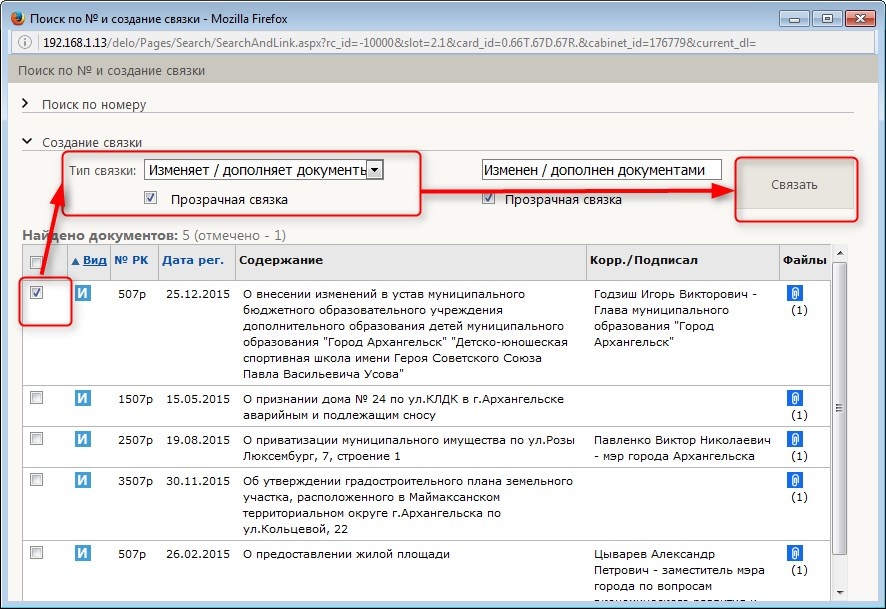 Поиск по № и создание связки - Mozilla Firefox
192.168.1.13/delo/Pages/Search/SearchAndLink.aspx?rc_id=-10000&slot=2.1&card_id=0.66T.67D.67R.&cabinet_id=176779&current_dl=
Поиск по № и создание связки
Поиск по номеру
Создание связки
Тип связки: Изменяет / дополняет документы Изменен / дополнен документами Связать
Прозрачная связка Прозрачная связка
Найдено документов: 5 (отмечено - 1)
Вид № РК Дата рег. Содержание Корр./Подписал Файлы
И 507р 25.12.2015 О внесении изменений в устав муниципального Годзиш Игорь Викторович -
бюджетного образовательного учреждения Глава муниципального (1)
дополнительного образования детей муниципального образования "Город
образования "Город Архангельск" "Детско-юношеская Архангельск"
спортивная школа имени Героя Советского Союза
Павла Васильевича Усова"
И 1507р 15.05.2015 О признании дома № 24 по ул.КЛДК в г.Архангельске
аварийным и подлежащим сносу (1)
И 2507р 19.08.2015 О приватизации муниципального имущества по ул.Розы Павленко Виктор Николаевич
Люксембург, 7, строение 1 - мэр города Архангельска (1)
И 3507р 30.11.2015 Об утверждении градостроительного плана земельного
участка, расположенного в Маймаксанском (1)
территориальном округе г.Архангельска по
ул.Кольцевой, 22
И 507р 26.02.2015 О предоставлении жилой площади Цыварев Александр
Петрович - заместитель мэра (1)
города по вопросам